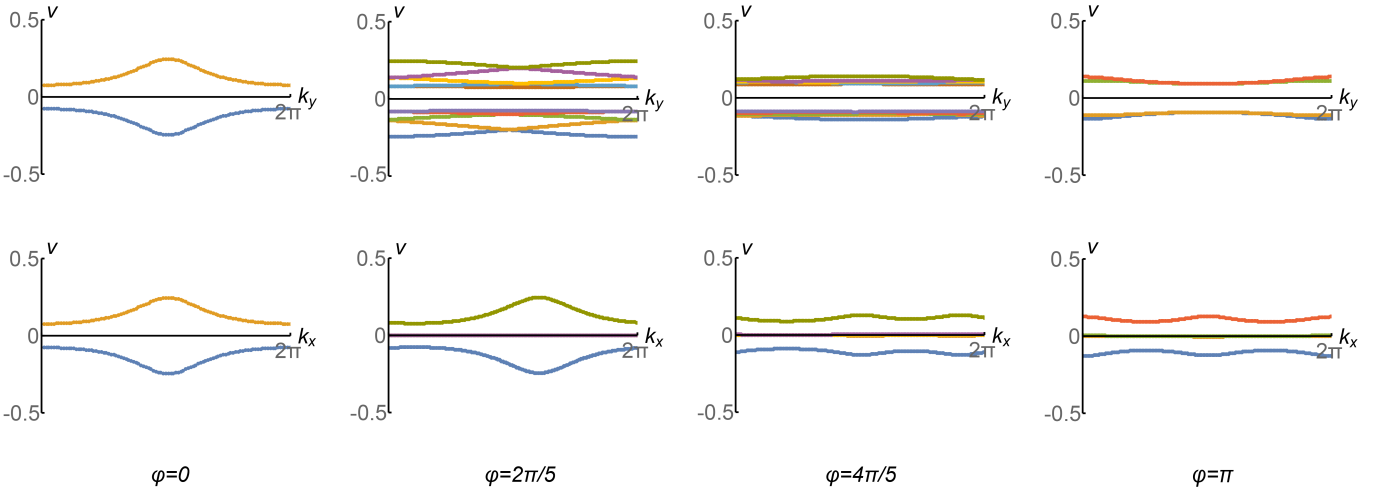 0.5 ν 0.5 ν 0.5 ν 0.5 ν
0 k_y 0 k_y 0 k_y 0 k_y
2π 2π 2π 2π
-0.5 -0.5 -0.5 -0.5
0.5 ν 0.5 ν 0.5 ν 0.5 ν
0 k_x 0 k_x 0 k_x 0 k_x
2π 2π 2π 2π
-0.5 -0.5 -0.5 -0.5
φ=0 φ=2π/5 φ=4π/5 φ=π